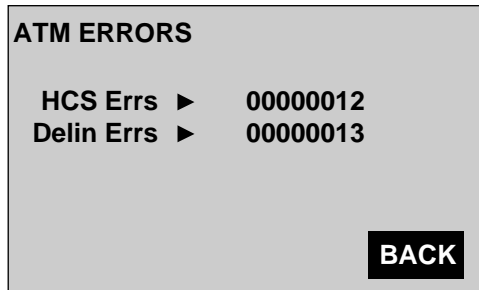 ATM ERRORS
HCS Errs ► 00000012
Delin Errs ► 00000013
BACK